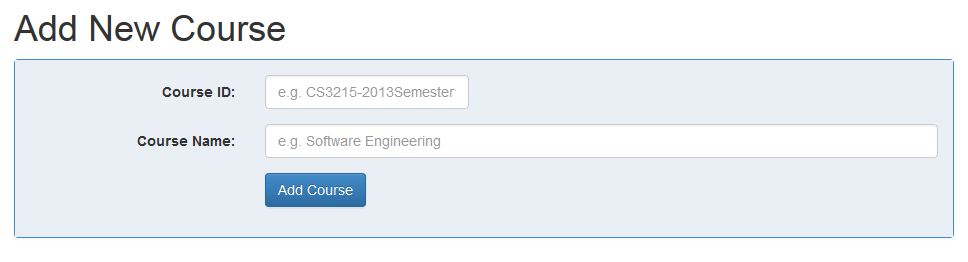 Add New Course
Course ID: e.g. CS3215-2013Semester
Course Name: e.g. Software Engineering
Add Course